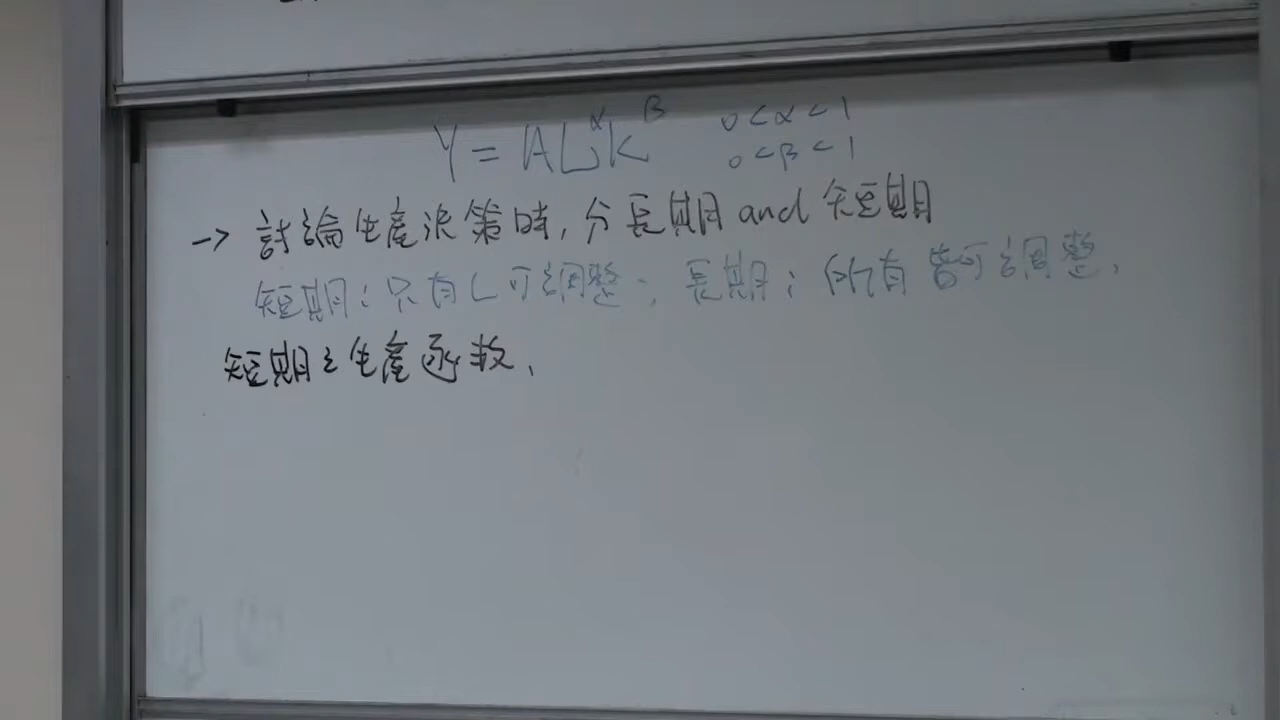 Y = A L^α K^β 0<α<1
0<β<1
→ 討論生產決策時, 分長期 and 短期
短期：只有L可調整；長期：所有皆可調整.
短期之生產函数.